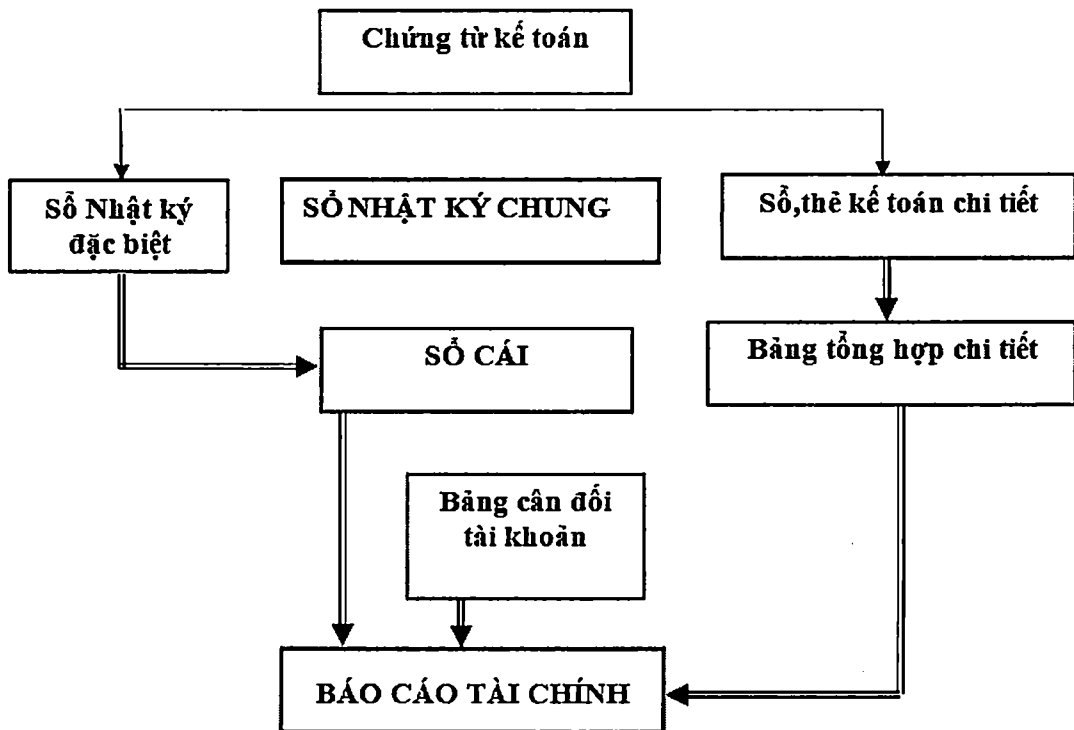 Chứng từ kế toán
Sổ Nhật ký
đặc biệt
SỔ NHẬT KÝ CHUNG
Sổ,thẻ kế toán chi tiết
SỔ CÁI
Bảng tổng hợp chi tiết
Bảng cân đối
tài khoản
BÁO CÁO TÀI CHÍNH